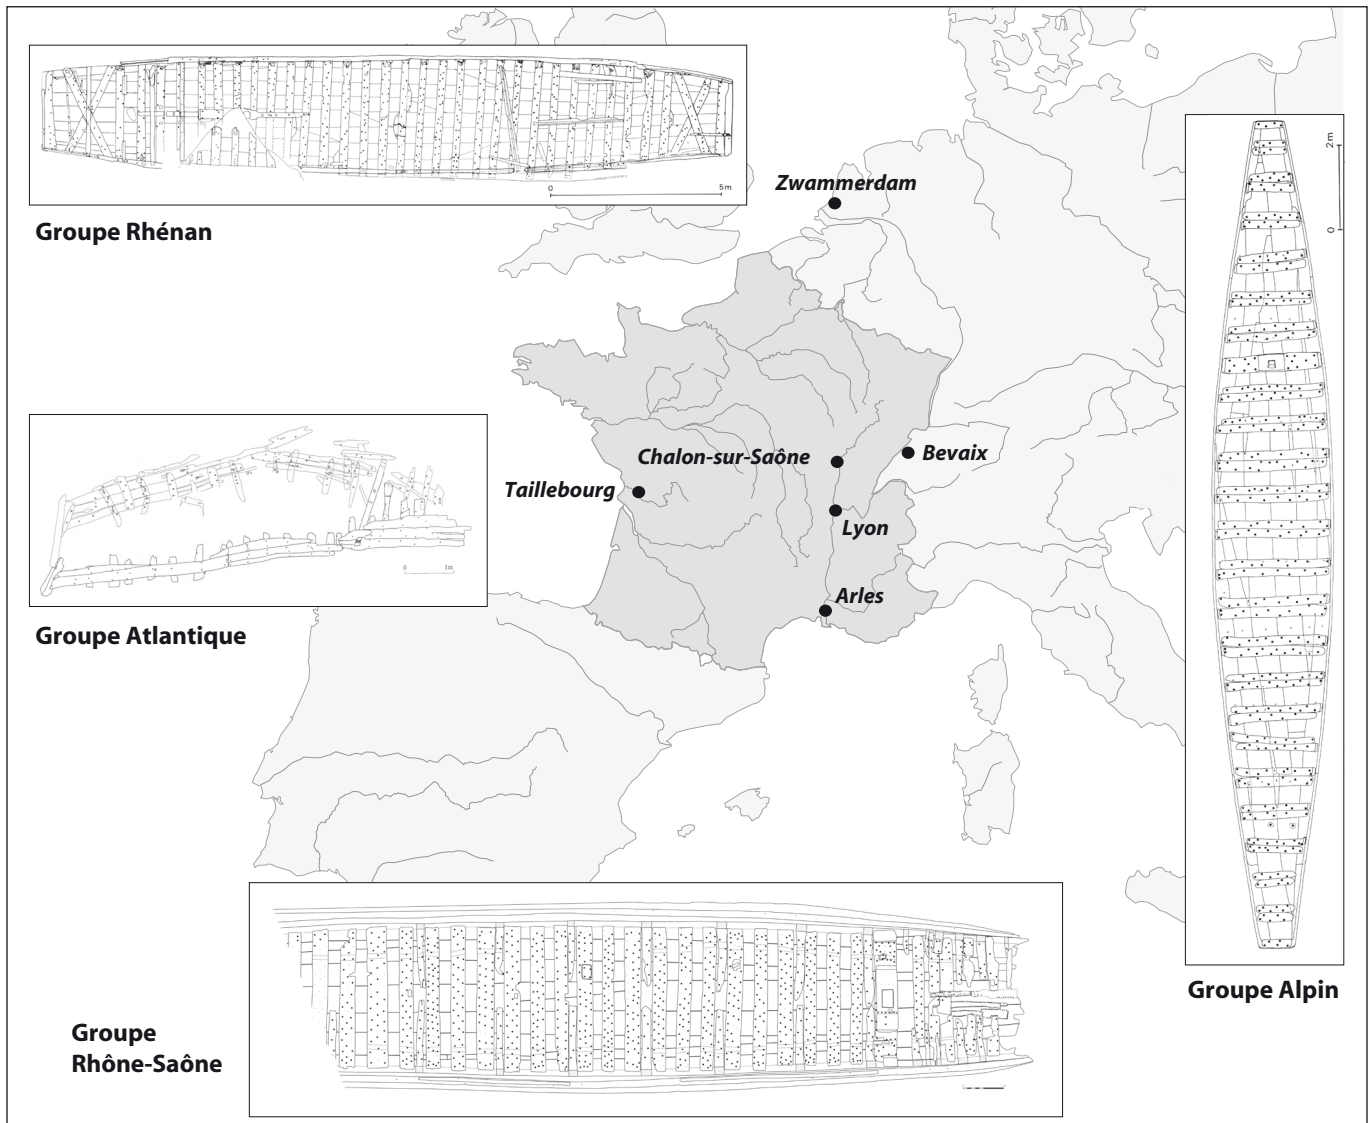 0 5 m
Groupe Rhénan
Zwammerdam
2 m
0
Chalon-sur-Saône
Bevaix
Taillebourg
Lyon
Arles
0 1m
Groupe Atlantique
Groupe Alpin
Groupe
Rhône-Saône